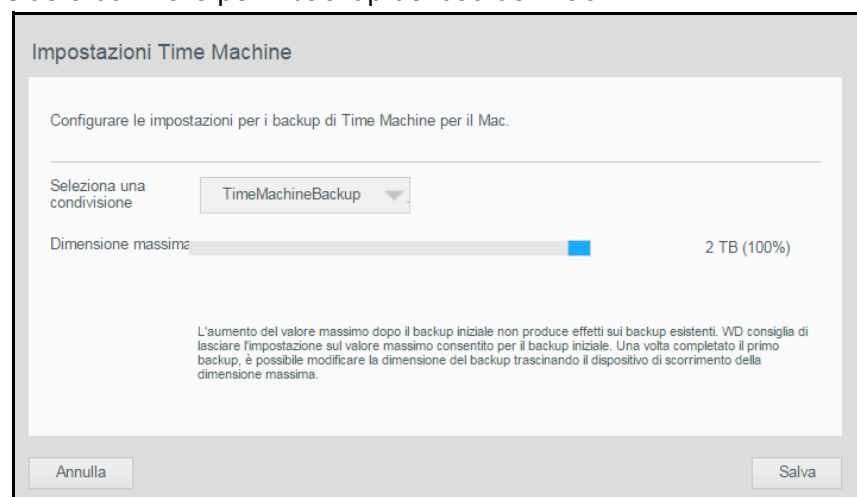 Impostazioni Time Machine
Configurare le impostazioni per i backup di Time Machine per il Mac.
Seleziona una
condivisione
TimeMachineBackup
Dimensione massima
2 TB (100%)
L'aumento del valore massimo dopo il backup iniziale non produce effetti sui backup esistenti. WD consiglia di
lasciare l'impostazione sul valore massimo consentito per il backup iniziale. Una volta completato il primo
backup, è possibile modificare la dimensione del backup trascinando il dispositivo di scorrimento della
dimensione massima.
Annulla
Salva